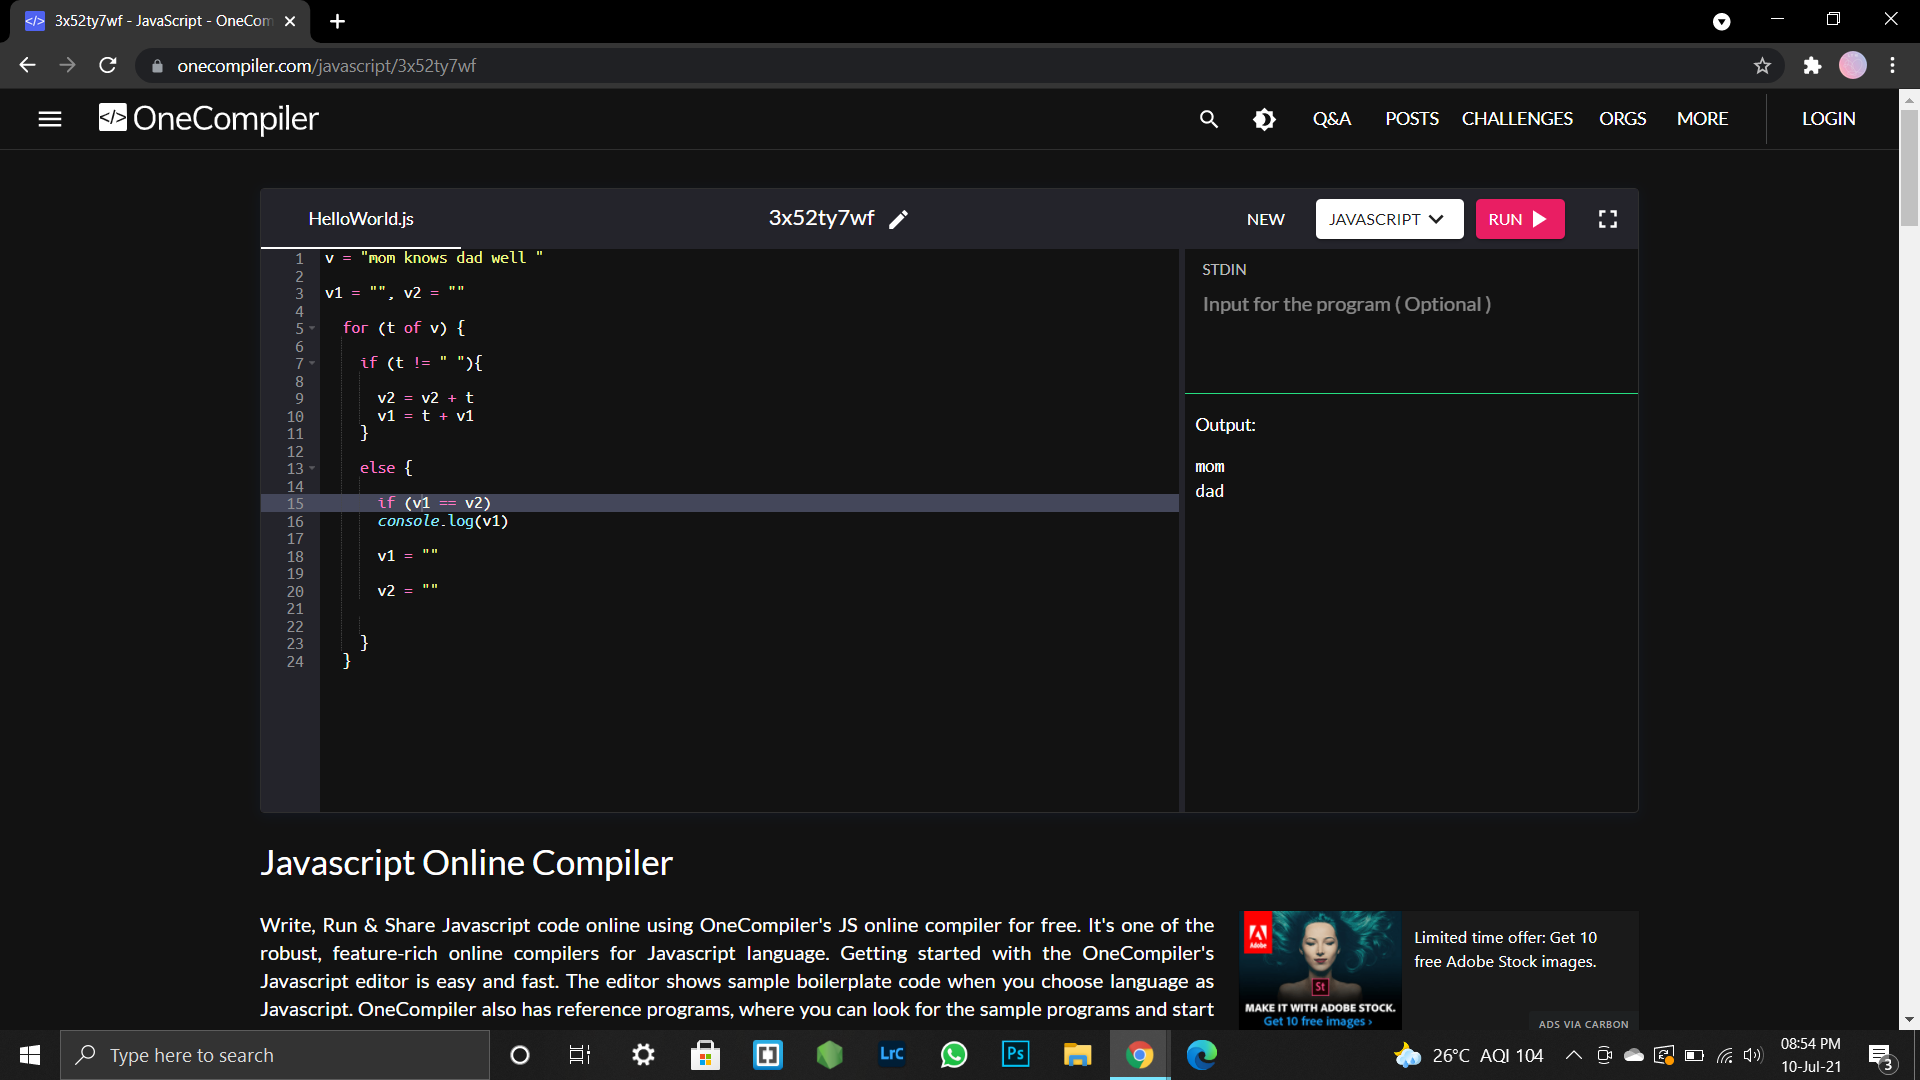 3x52ty7wf - JavaScript - OneCom
onecompiler.com/javascript/3x52ty7wf
</> OneCompiler
Q&A POSTS CHALLENGES ORGS MORE LOGIN
HelloWorld.js
3x52ty7wf
NEW
JAVASCRIPT
RUN
1 v = "mom knows dad well "
2
3 v1 = "", v2 = ""
4
5 for (t of v) {
6
7 if (t != " "){
8
9 v2 = v2 + t
10 v1 = t + v1
11 }
12
13 else {
14
15 if (v1 == v2)
16 console.log(v1)
17
18 v1 = ""
19
20 v2 = ""
21
22
23 }
24 }
STDIN
Input for the program ( Optional )
Output:
mom
dad
Javascript Online Compiler
Write, Run & Share Javascript code online using OneCompiler's JS online compiler for free. It's one of the
robust, feature-rich online compilers for Javascript language. Getting started with the OneCompiler's
Javascript editor is easy and fast. The editor shows sample boilerplate code when you choose language as
Javascript. OneCompiler also has reference programs, where you can look for the sample programs and start
Adobe
St
MAKE IT WITH ADOBE STOCK.
Get 10 free images ›
Limited time offer: Get 10
free Adobe Stock images.
ADS VIA CARBON
Type here to search
Lrc
Ps
26°C AQI 104
08:54 PM
10-Jul-21
3